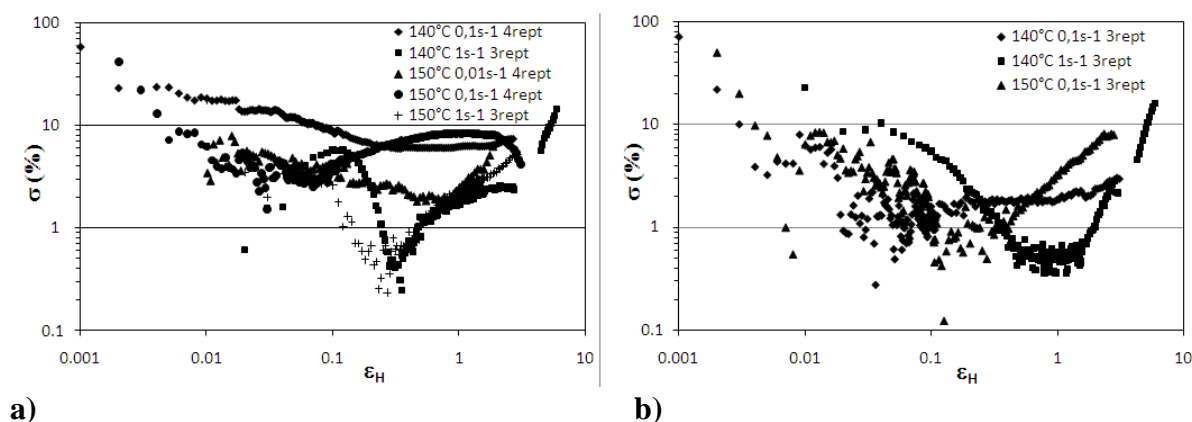 100
10
1
0.1
σ (%)
0.001
0.01
0.1
1
10
εH
140°C 0,1s-1 4rept
140°C 1s-1 3rept
150°C 0,01s-1 4rept
150°C 0,1s-1 4rept
150°C 1s-1 3rept
a)
100
10
1
0.1
σ (%)
0.001
0.01
0.1
1
10
εH
140°C 0,1s-1 3rept
140°C 1s-1 3rept
150°C 0,1s-1 3rept
b)